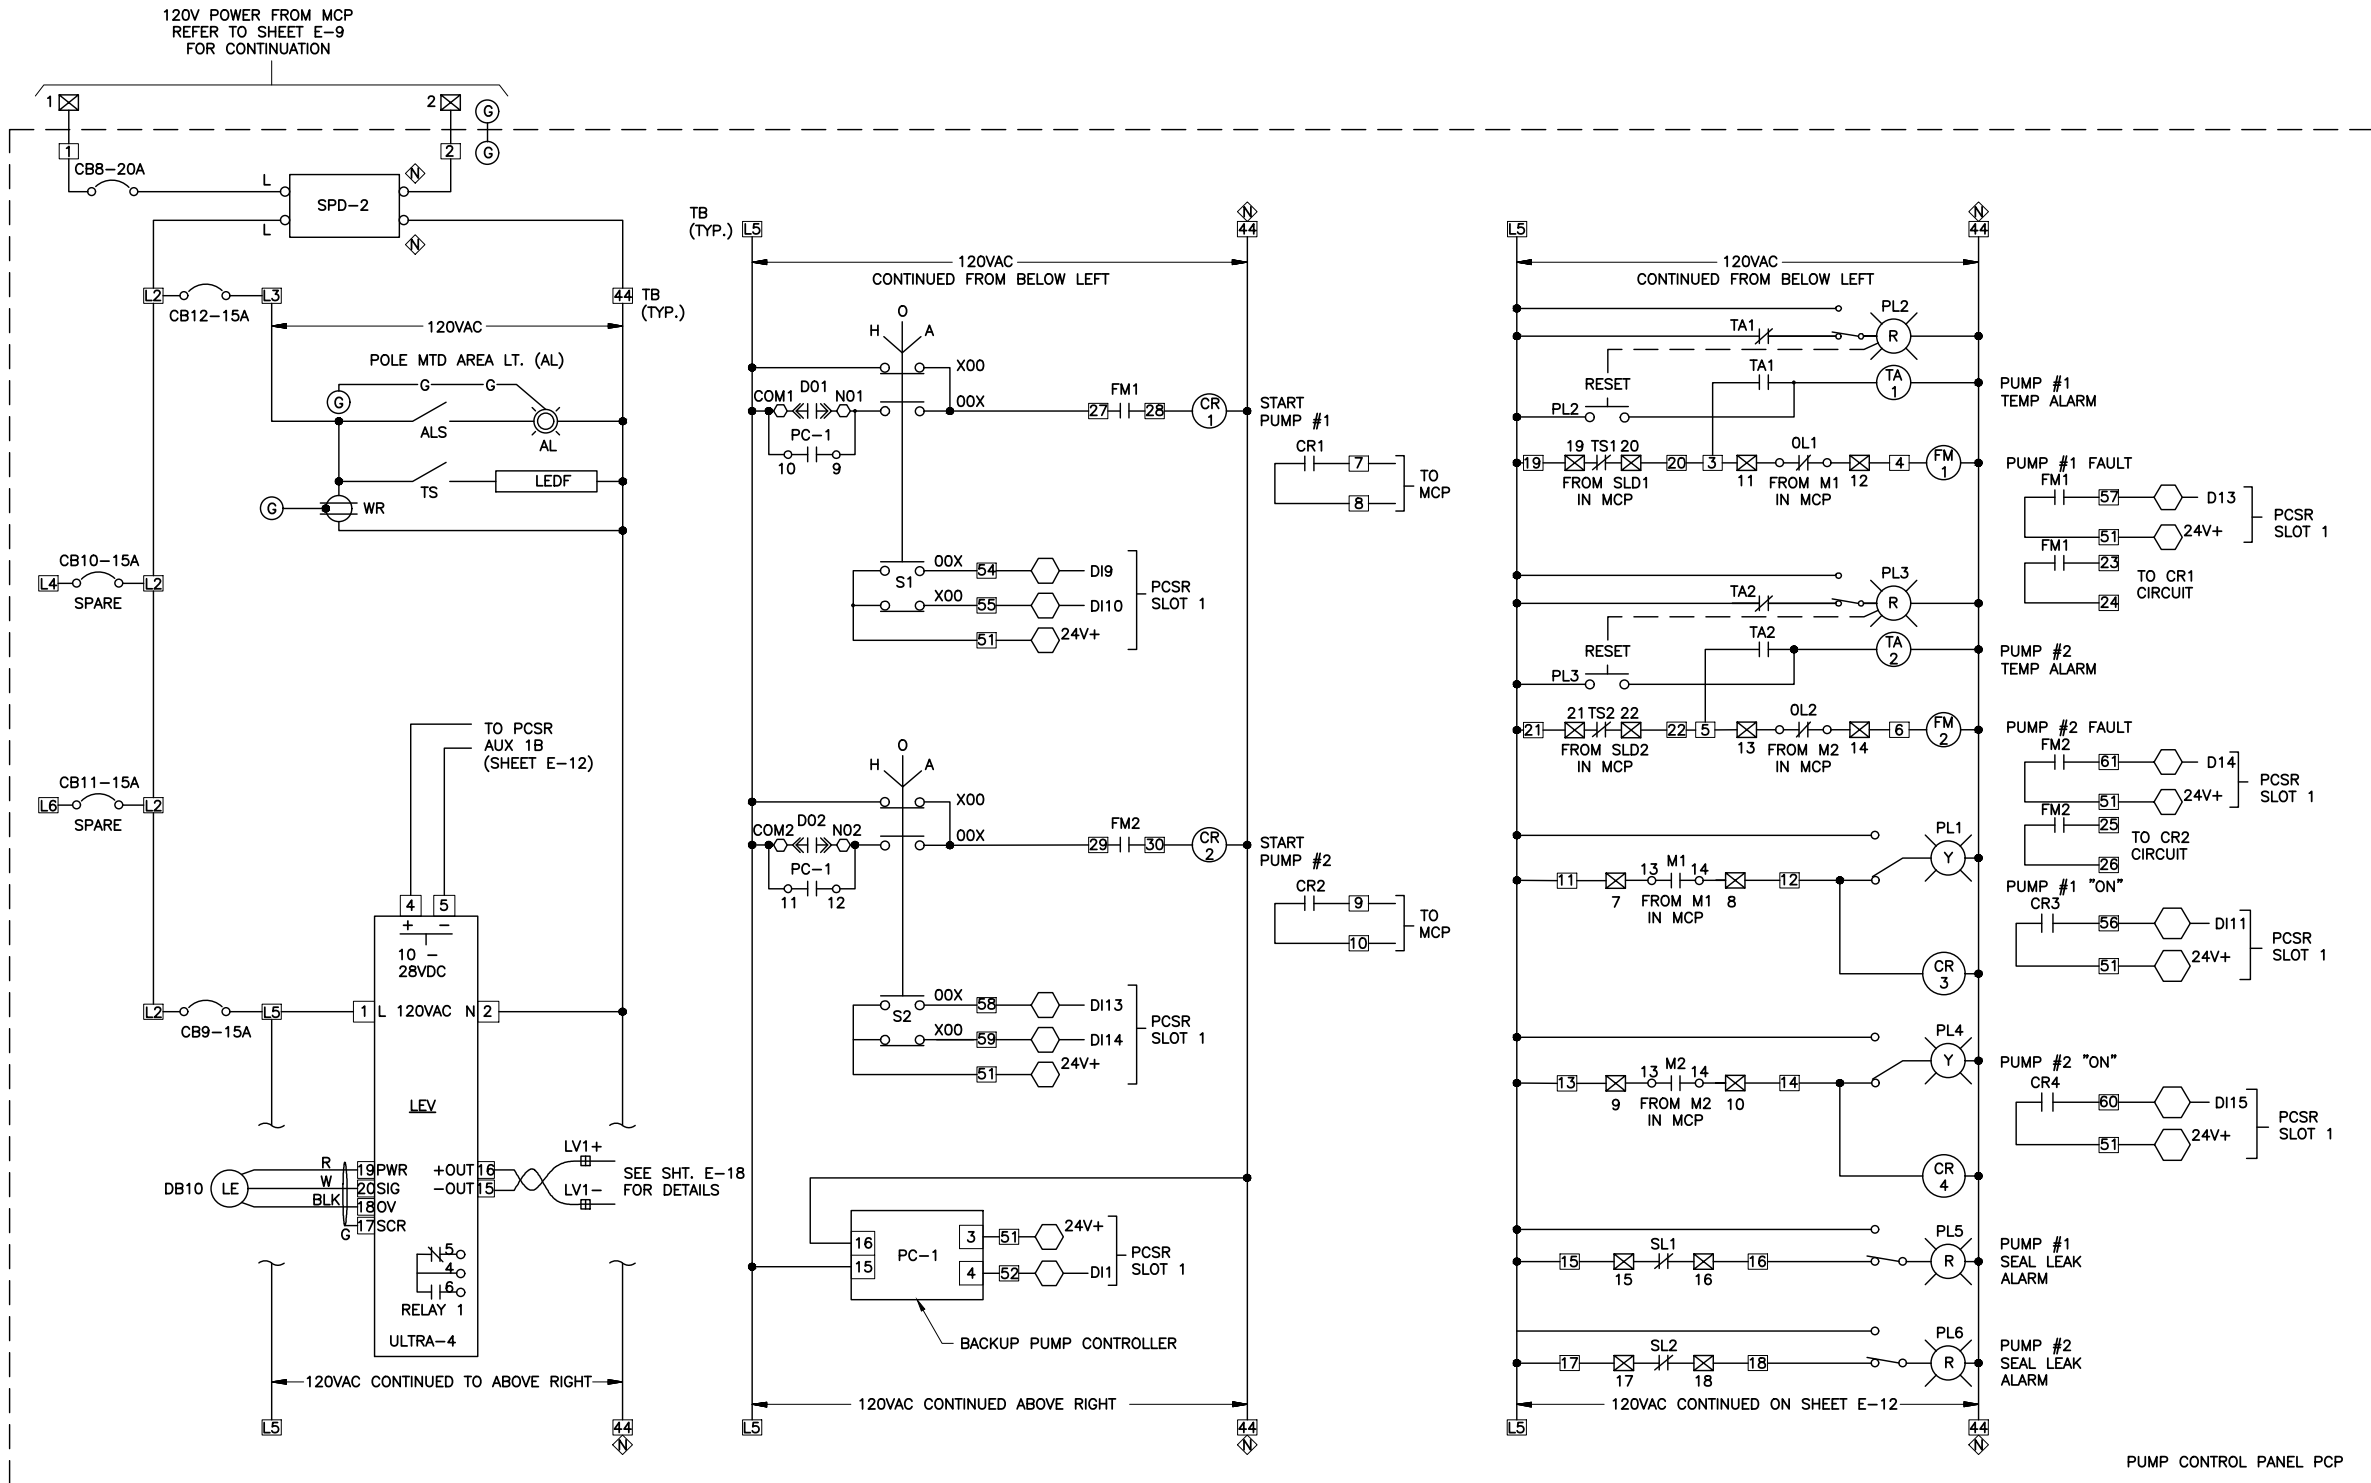 120V POWER FROM MCP
REFER TO SHEET E-9
FOR CONTINUATION
1
2
G
1
2
G
CB8-20A
L
SPD-2
N
L
N
L2
L3
CB12-15A
44
TB
(TYP.)
120VAC
POLE MTD AREA LT. (AL)
G
G
G
ALS
AL
TS
LEDF
G
WR
CB10-15A
L4
L2
SPARE
TO PCSR
AUX 1B
(SHEET E-12)
CB11-15A
L6
L2
SPARE
4
5
+
-
10 -
28VDC
L2
CB9-15A
L5
1
L
120VAC
N
2
LEV
DB10
LE
R
W
BLK
G
19
PWR
20
SIG
18
OV
17
SCR
+OUT
16
-OUT
15
LV1+
LV1-
SEE SHT. E-18
FOR DETAILS
5
4
6
RELAY 1
ULTRA-4
120VAC CONTINUED TO ABOVE RIGHT
L5
44
N
TB
(TYP.)
L5
N
44
120VAC
CONTINUED FROM BELOW LEFT
O
H
A
X00
COM1
DO1
NO1
00X
PC-1
10
9
27
FM1
28
CR
1
START
PUMP #1
CR1
7
8
TO
MCP
S1
00X
54
DI9
X00
55
DI10
51
24V+
PCSR
SLOT 1
O
H
A
X00
COM2
DO2
NO2
00X
PC-1
11
12
29
FM2
30
CR
2
START
PUMP #2
CR2
9
10
TO
MCP
S2
00X
58
DI13
X00
59
DI14
51
24V+
PCSR
SLOT 1
16
15
PC-1
3
4
51
24V+
52
DI1
PCSR
SLOT 1
BACKUP PUMP CONTROLLER
120VAC CONTINUED ABOVE RIGHT
L5
44
N
L5
N
44
120VAC
CONTINUED FROM BELOW LEFT
PL2
TA1
R
TA1
RESET
TA
1
PUMP #1
TEMP ALARM
PL2
19
19
TS1
20
20
3
11
OL1
12
4
FM
1
FROM SLD1
IN MCP
FROM M1
IN MCP
PUMP #1 FAULT
FM1
57
D13
51
24V+
PCSR
SLOT 1
FM1
23
24
TO CR1
CIRCUIT
PL3
TA2
R
TA2
RESET
TA
2
PUMP #2
TEMP ALARM
PL3
21
21
TS2
22
22
5
13
OL2
14
6
FM
2
FROM SLD2
IN MCP
FROM M2
IN MCP
PUMP #2 FAULT
FM2
61
D14
51
24V+
PCSR
SLOT 1
FM2
25
26
TO CR2
CIRCUIT
PL1
Y
11
7
13
M1
14
8
12
FROM M1
IN MCP
CR
3
PUMP #1 "ON"
CR3
56
DI11
51
24V+
PCSR
SLOT 1
PL4
Y
13
9
13
M2
14
10
14
FROM M2
IN MCP
CR
4
PUMP #2 "ON"
CR4
60
DI15
51
24V+
PCSR
SLOT 1
PL5
R
15
15
SL1
16
16
PUMP #1
SEAL LEAK
ALARM
PL6
R
17
17
SL2
18
18
PUMP #2
SEAL LEAK
ALARM
120VAC CONTINUED ON SHEET E-12
L5
44
N
PUMP CONTROL PANEL PCP